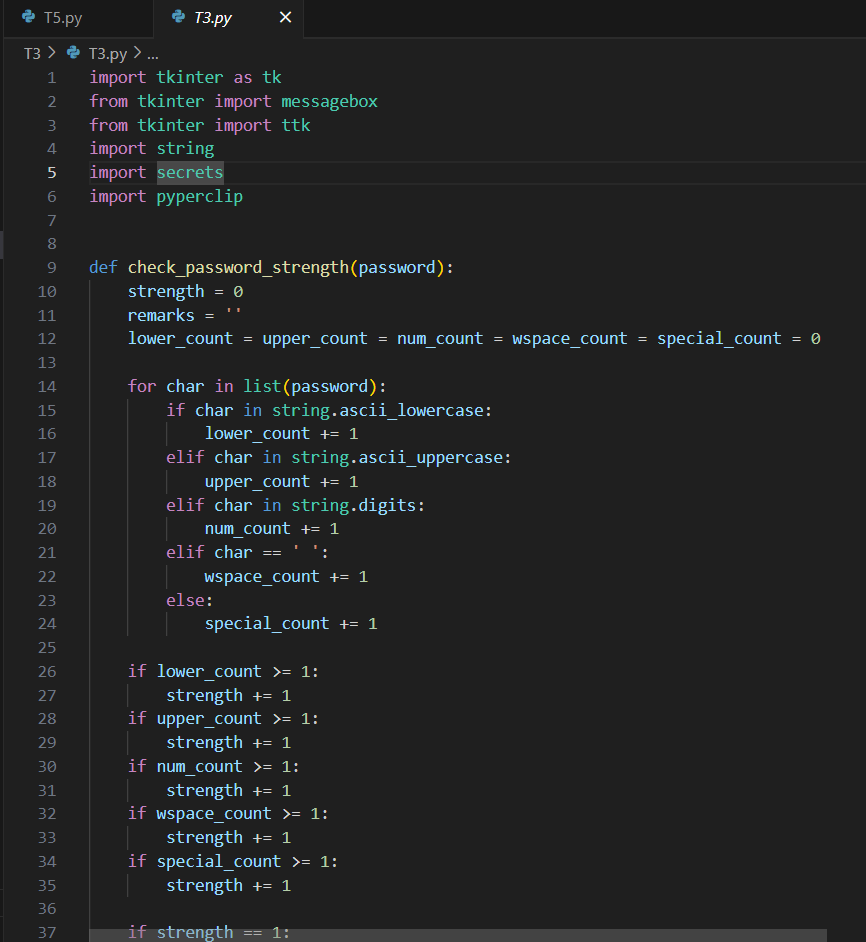 T5.py T3.py ×
T3 > T3.py > ...
1 import tkinter as tk
2 from tkinter import messagebox
3 from tkinter import ttk
4 import string
5 import secrets
6 import pyperclip
7
8
9 def check_password_strength(password):
10     strength = 0
11     remarks = ''
12     lower_count = upper_count = num_count = wspace_count = special_count = 0
13
14     for char in list(password):
15         if char in string.ascii_lowercase:
16             lower_count += 1
17         elif char in string.ascii_uppercase:
18             upper_count += 1
19         elif char in string.digits:
20             num_count += 1
21         elif char == ' ':
22             wspace_count += 1
23         else:
24             special_count += 1
25
26     if lower_count >= 1:
27         strength += 1
28     if upper_count >= 1:
29         strength += 1
30     if num_count >= 1:
31         strength += 1
32     if wspace_count >= 1:
33         strength += 1
34     if special_count >= 1:
35         strength += 1
36
37     if strength == 1: